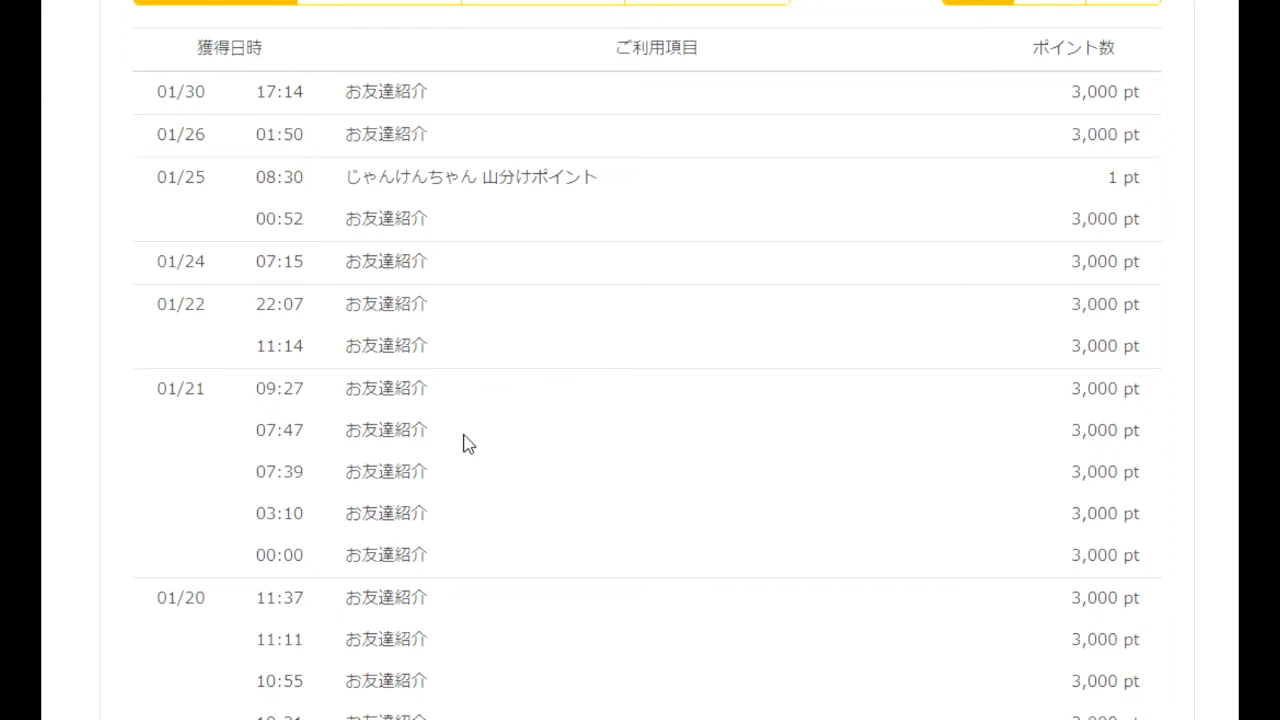 獲得日時 ご利用項目 ポイント数
01/30 17:14 お友達紹介 3,000 pt
01/26 01:50 お友達紹介 3,000 pt
01/25 08:30 じゃんけんちゃん 山分けポイント 1 pt
00:52 お友達紹介 3,000 pt
01/24 07:15 お友達紹介 3,000 pt
01/22 22:07 お友達紹介 3,000 pt
11:14 お友達紹介 3,000 pt
01/21 09:27 お友達紹介 3,000 pt
07:47 お友達紹介 3,000 pt
07:39 お友達紹介 3,000 pt
03:10 お友達紹介 3,000 pt
00:00 お友達紹介 3,000 pt
01/20 11:37 お友達紹介 3,000 pt
11:11 お友達紹介 3,000 pt
10:55 お友達紹介 3,000 pt